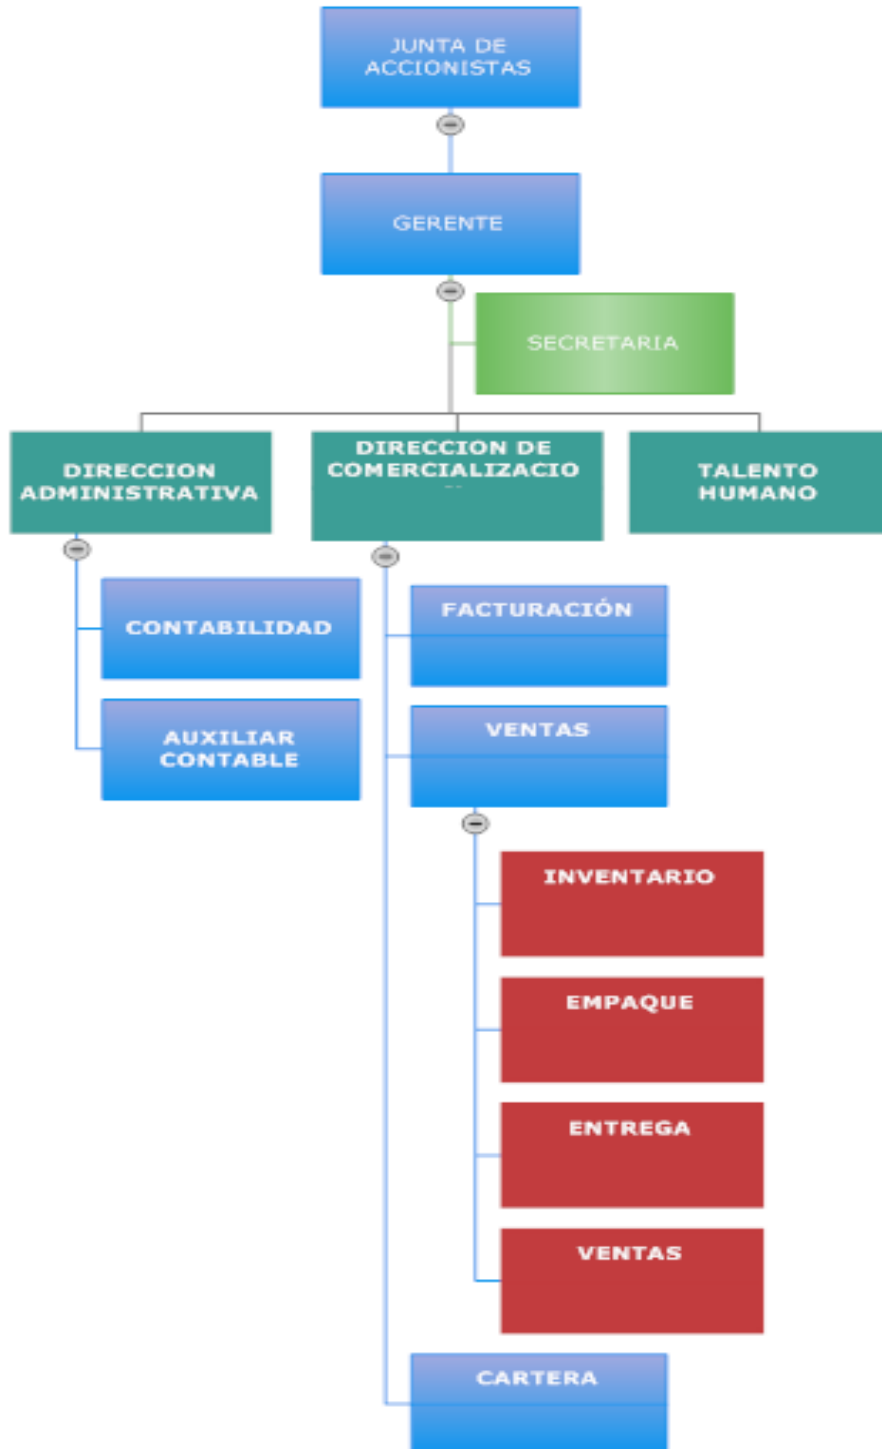 JUNTA DE
ACCIONISTAS
GERENTE
SECRETARIA
DIRECCION
ADMINISTRATIVA
DIRECCION DE
COMERCIALIZACIO
TALENTO
HUMANO
CONTABILIDAD
AUXILIAR
CONTABLE
FACTURACIÓN
VENTAS
INVENTARIO
EMPAQUE
ENTREGA
VENTAS
CARTERA